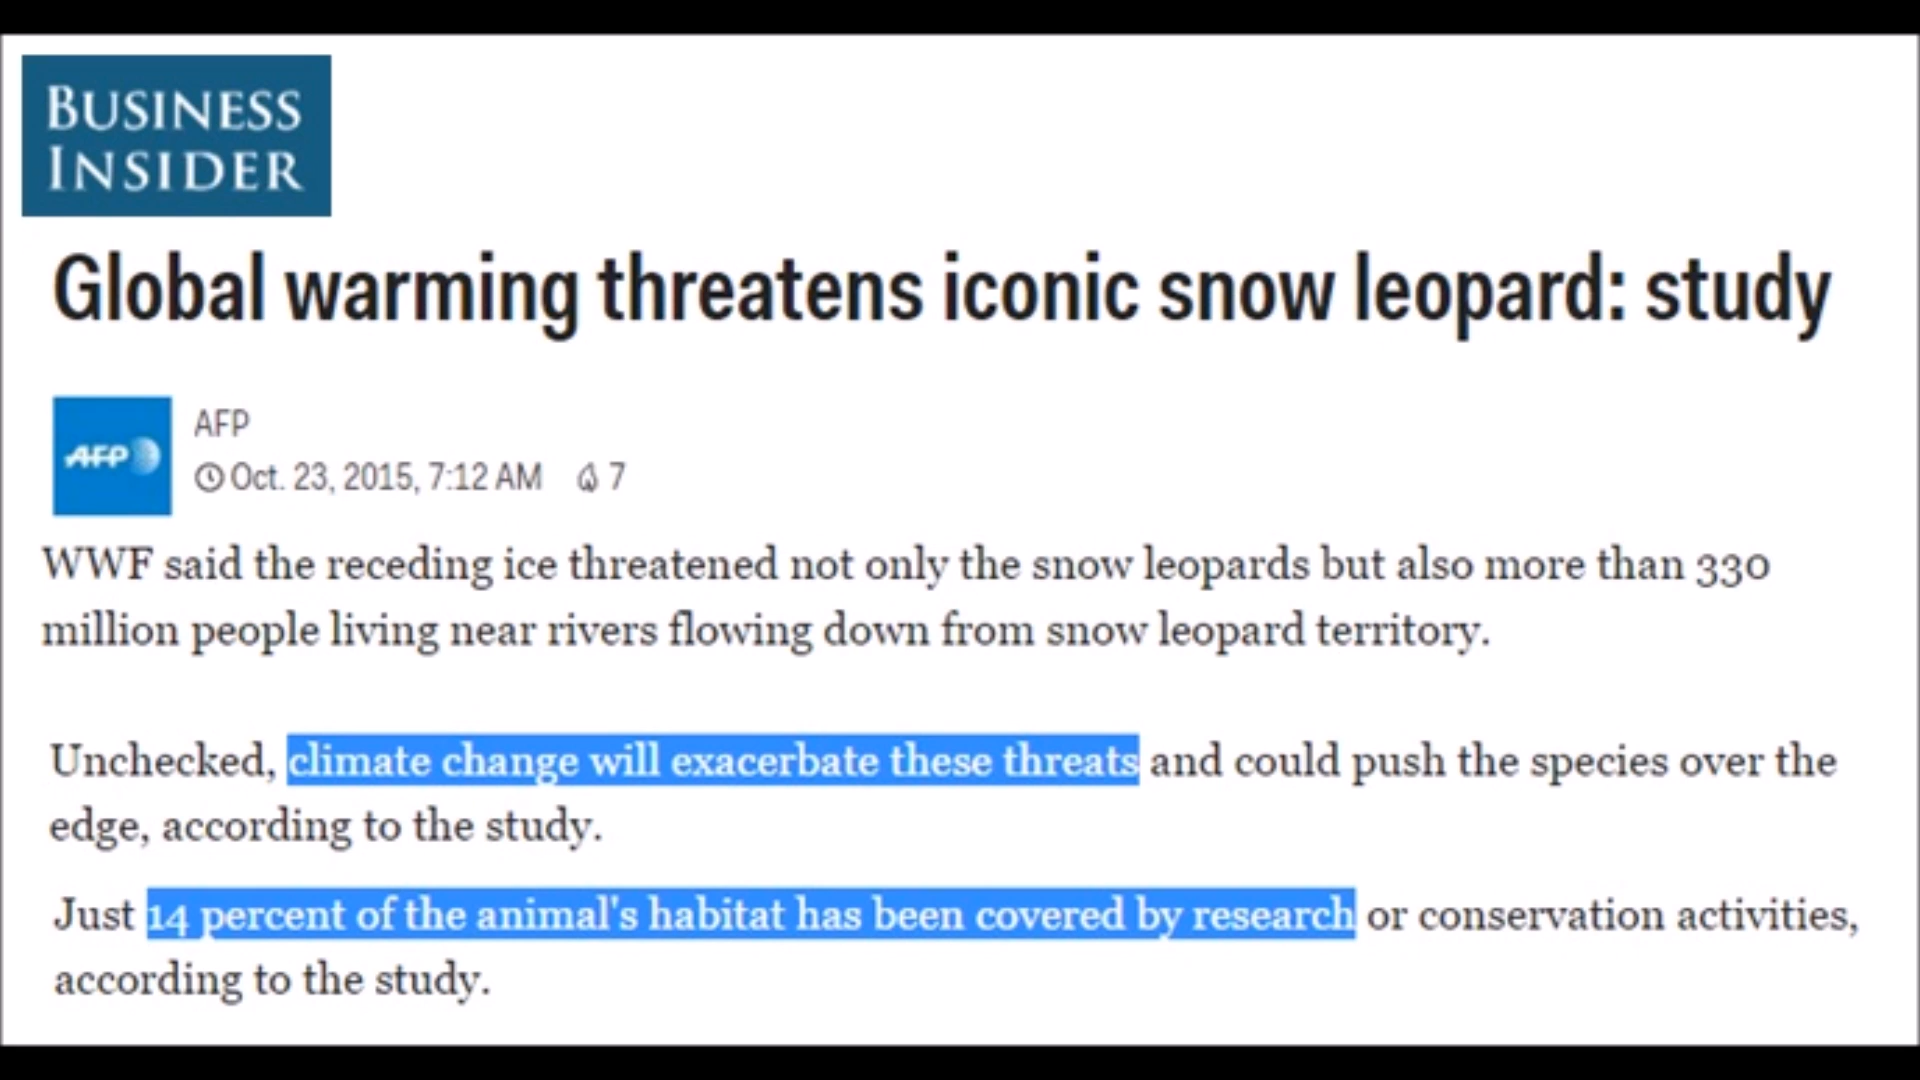 BUSINESS
INSIDER
Global warming threatens iconic snow leopard: study
AFP
AFP
Oct. 23, 2015, 7:12 AM 7
WWF said the receding ice threatened not only the snow leopards but also more than 330
million people living near rivers flowing down from snow leopard territory.
Unchecked, climate change will exacerbate these threats and could push the species over the
edge, according to the study.
Just 14 percent of the animal's habitat has been covered by research or conservation activities,
according to the study.